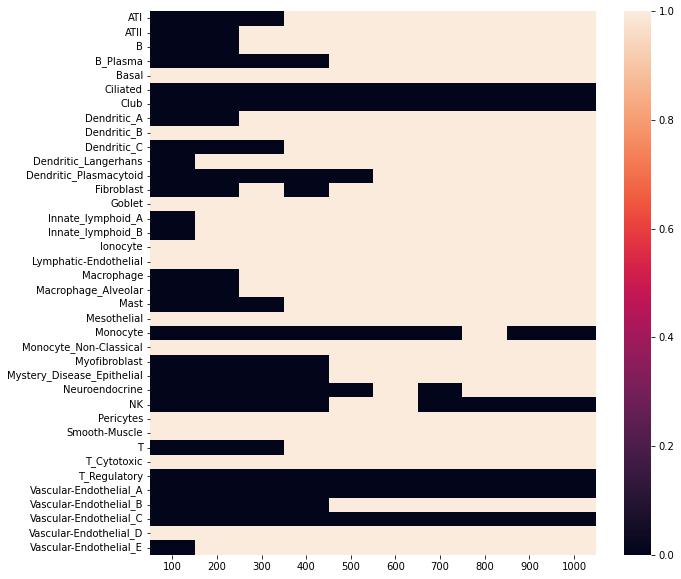 ATI
ATII
B
B_Plasma
Basal
Ciliated
Club
Dendritic_A
Dendritic_B
Dendritic_C
Dendritic_Langerhans
Dendritic_Plasmacytoid
Fibroblast
Goblet
Innate_lymphoid_A
Innate_lymphoid_B
Ionocyte
Lymphatic-Endothelial
Macrophage
Macrophage_Alveolar
Mast
Mesothelial
Monocyte
Monocyte_Non-Classical
Myofibroblast
Mystery_Disease_Epithelial
Neuroendocrine
NK
Pericytes
Smooth-Muscle
T
T_Cytotoxic
T_Regulatory
Vascular-Endothelial_A
Vascular-Endothelial_B
Vascular-Endothelial_C
Vascular-Endothelial_D
Vascular-Endothelial_E
100 200 300 400 500 600 700 800 900 1000
1.0
0.8
0.6
0.4
0.2
0.0